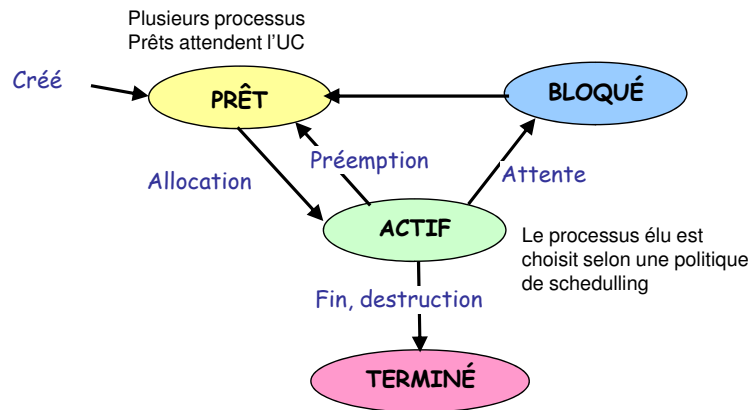 Plusieurs processus
Prêts attendent l'UC
Créé
PRÊT
BLOQUÉ
Préemption
Attente
Allocation
ACTIF
Le processus élu est
choisit selon une politique
de schedulling
Fin, destruction
TERMINÉ